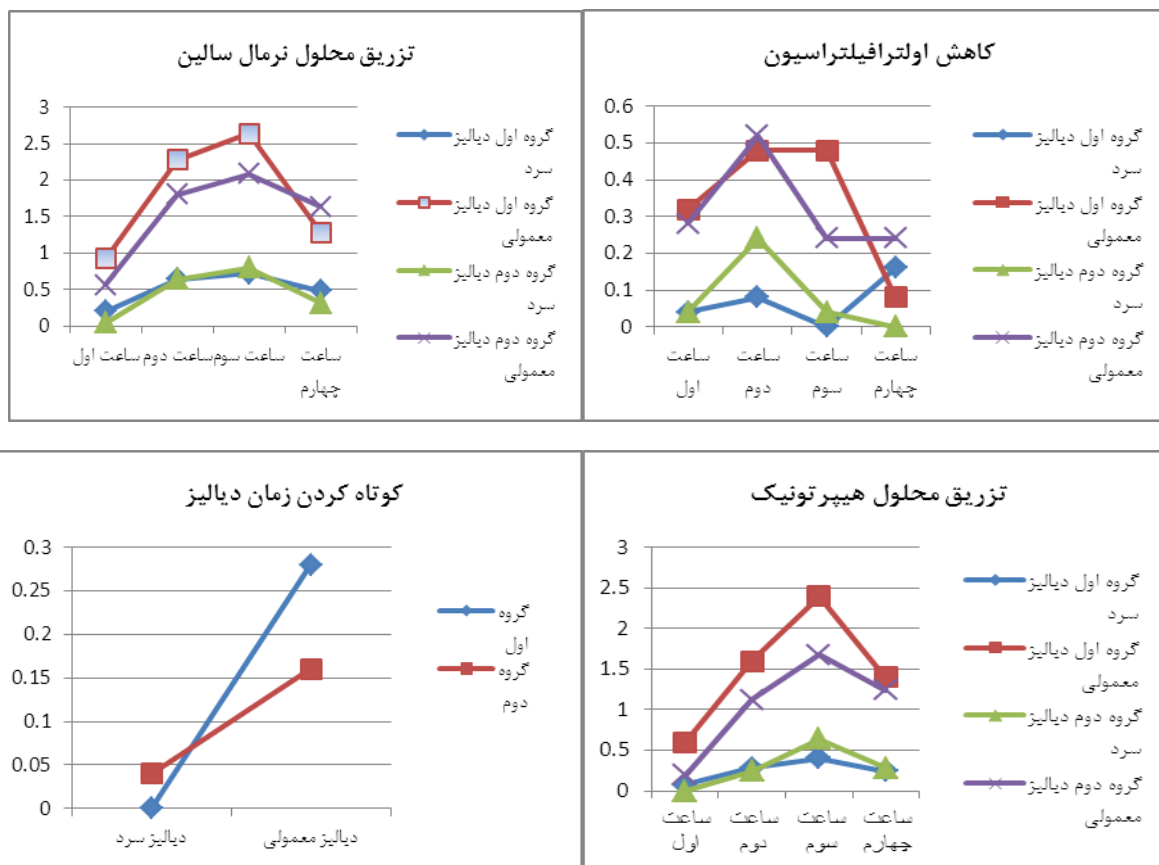 تزریق محلول نرمال سالین
3
2.5
2
1.5
1
0.5
0
ساعت اول
ساعت دوم
ساعت سوم
ساعت
چهارم
گروه اول دیالیز
سرد
گروه اول دیالیز
معمولی
گروه دوم دیالیز
سرد
گروه دوم دیالیز
معمولی
کاهش اولترافیلتراسیون
0.6
0.5
0.4
0.3
0.2
0.1
0
ساعت
اول
ساعت
دوم
ساعت
سوم
ساعت
چهارم
گروه اول دیالیز
سرد
گروه اول دیالیز
معمولی
گروه دوم دیالیز
سرد
گروه دوم دیالیز
معمولی
کوتاه کردن زمان دیالیز
0.3
0.25
0.2
0.15
0.1
0.05
0
دیالیز سرد
دیالیز معمولی
گروه
اول
گروه
دوم
تزریق محلول هیپرتونیک
3
2.5
2
1.5
1
0.5
0
ساعت
اول
ساعت
دوم
ساعت
سوم
ساعت
چهارم
گروه اول دیالیز
سرد
گروه اول دیالیز
معمولی
گروه دوم دیالیز
سرد
گروه دوم دیالیز
معمولی